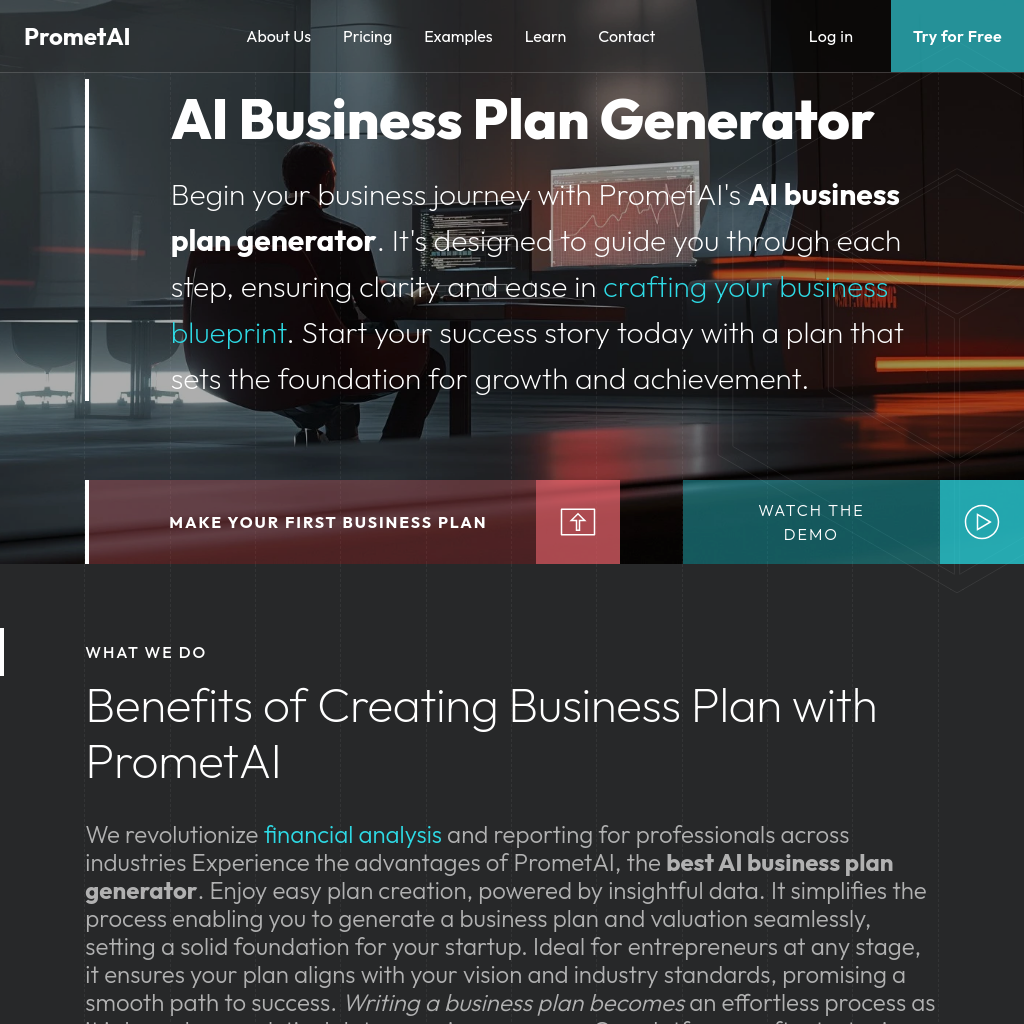 PrometAI
About Us
Pricing
Examples
Learn
Contact
Log in
Try for Free
AI Business Plan Generator
Begin your business journey with PrometAI's AI business
plan generator. It's designed to guide you through each
step, ensuring clarity and ease in crafting your business
blueprint. Start your success story today with a plan that
sets the foundation for growth and achievement.
MAKE YOUR FIRST BUSINESS PLAN
WATCH THE
DEMO
WHAT WE DO
Benefits of Creating Business Plan with
PrometAI
We revolutionize financial analysis and reporting for professionals across
industries Experience the advantages of PrometAI, the best AI business plan
generator. Enjoy easy plan creation, powered by insightful data. It simplifies the
process enabling you to generate a business plan and valuation seamlessly,
setting a solid foundation for your startup. Ideal for entrepreneurs at any stage,
it ensures your plan aligns with your vision and industry standards, promising a
smooth path to success. Writing a business plan becomes an effortless process as